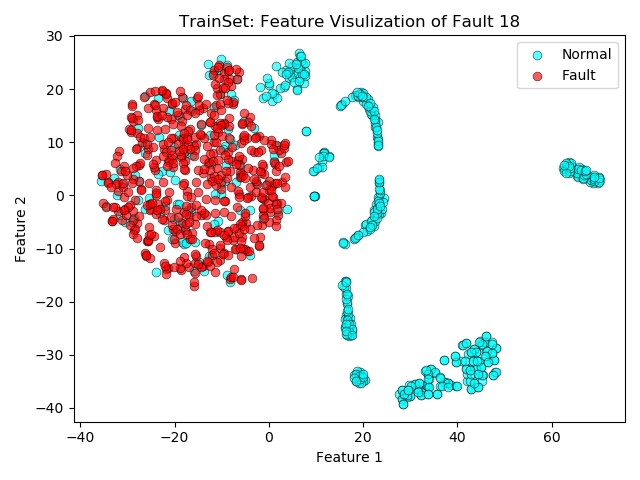 TrainSet: Feature Visulization of Fault 18
Normal
Fault
Feature 2
30
20
10
0
−10
−20
−30
−40
−40 −20 0 20 40 60
Feature 1